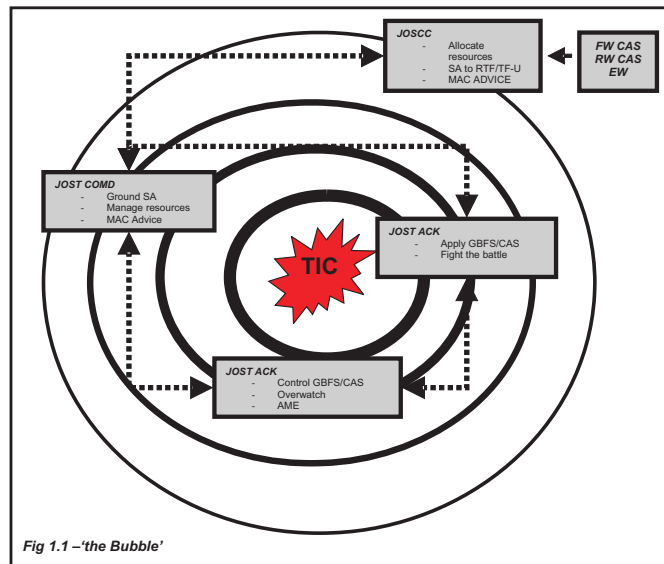 JOSCC
- Allocate
resources
- SA to RTF/TF-U
- MAC ADVICE
FW CAS
RW CAS
EW
JOST COMD
- Ground SA
- Manage resources
- MAC Advice
JOST ACK
- Apply GBFS/CAS
- Fight the battle
TIC
JOST ACK
- Control GBFS/CAS
- Overwatch
- AME
Fig 1.1 –‘the Bubble’